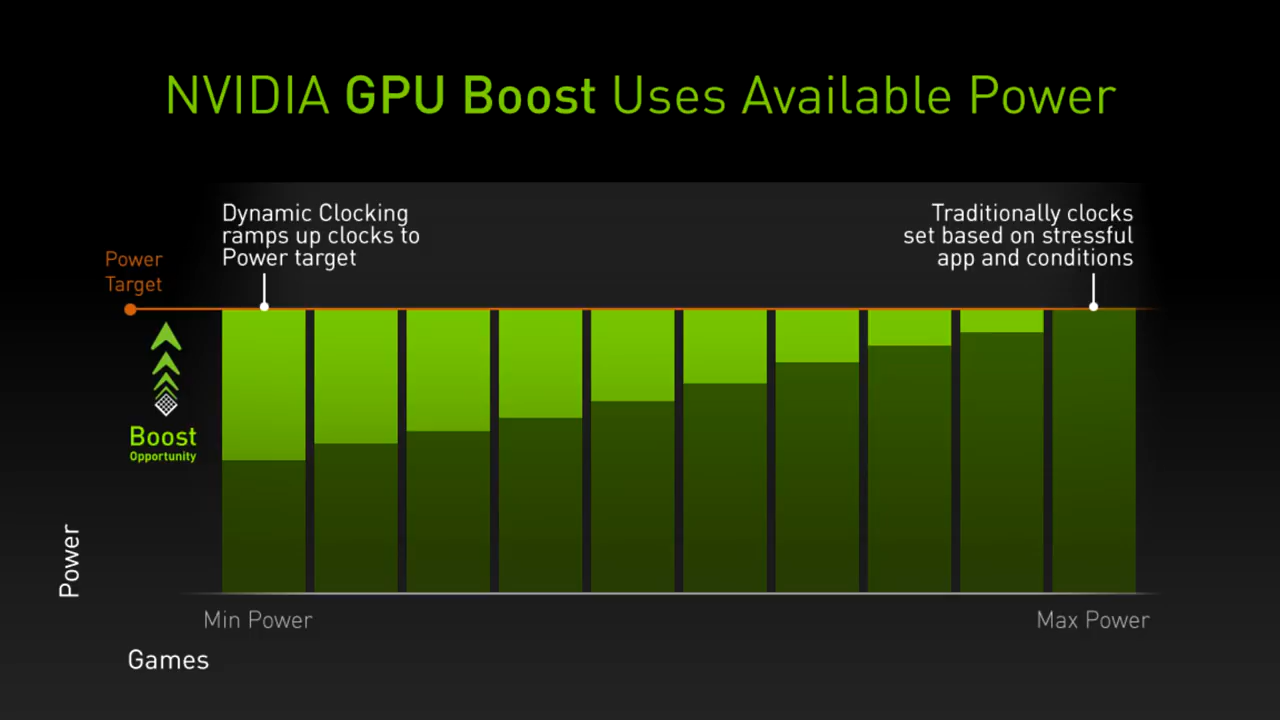 NVIDIA GPU Boost Uses Available Power
Dynamic Clocking
ramps up clocks to
Power target
Traditionally clocks
set based on stressful
app and conditions
Power
Target
Boost
Opportunity
Power
Min Power
Max Power
Games